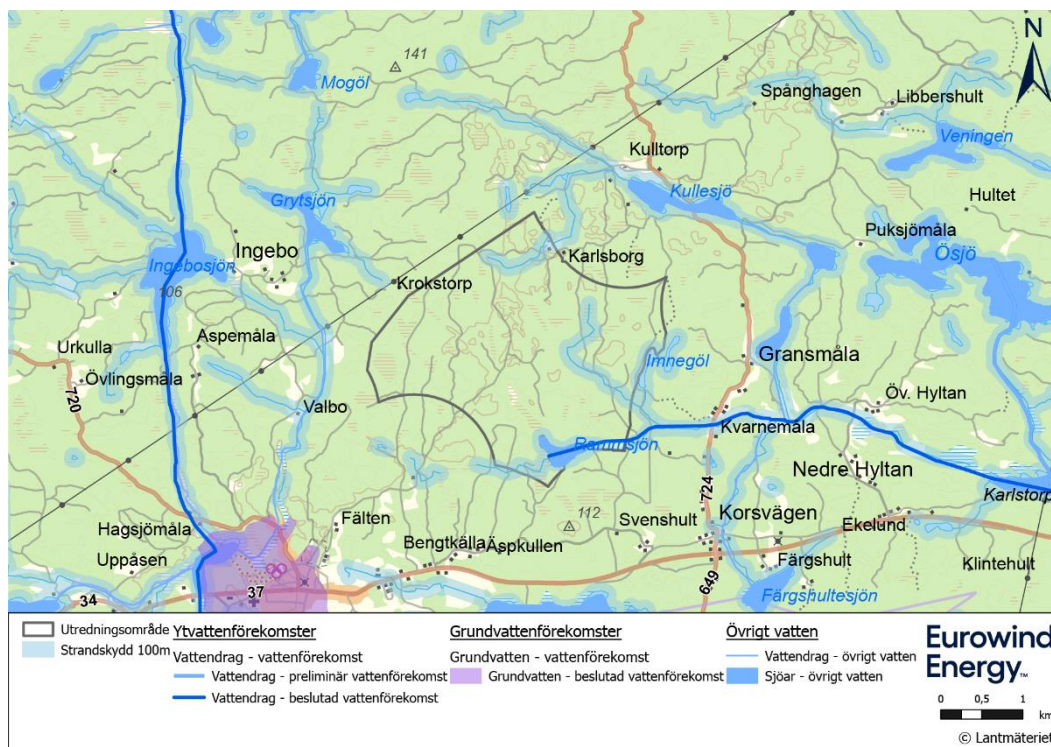 141
Mogöl
N
Spånghagen
Libbershult
Veningen
Kulltorp
Kullesjö
Grytsjön
Hultet
Puksjömåla
Ösjö
Ingebo
Ingebosjön
Karlsborg
Krokstorp
106
Aspemåla
Urkulla
Övlingsmåla
Imnegöl
Gransmåla
720
Valbo
Öv. Hyltan
Rammsjön
Kvarnemåla
Nedre Hyltan
724
Karlstorp
Hagsjömåla
Fälten
112
Svenshult
Korsvägen
Ekelund
Uppåsen
Bengtkälla
Äspkullen
Färgshult
Klintehult
34
37
649
Färgshultesjön
Utredningsområde
Strandskydd 100m
Ytvattenförekomster
Vattendrag - vattenförekomst
Vattendrag - preliminär vattenförekomst
Vattendrag - beslutad vattenförekomst
Grundvattenförekomster
Grundvatten - vattenförekomst
Grundvatten - beslutad vattenförekomst
Övrigt vatten
Vattendrag - övrigt vatten
Sjöar - övrigt vatten
Eurowind
Energy™
0 0,5 1
km
© Lantmäteriet